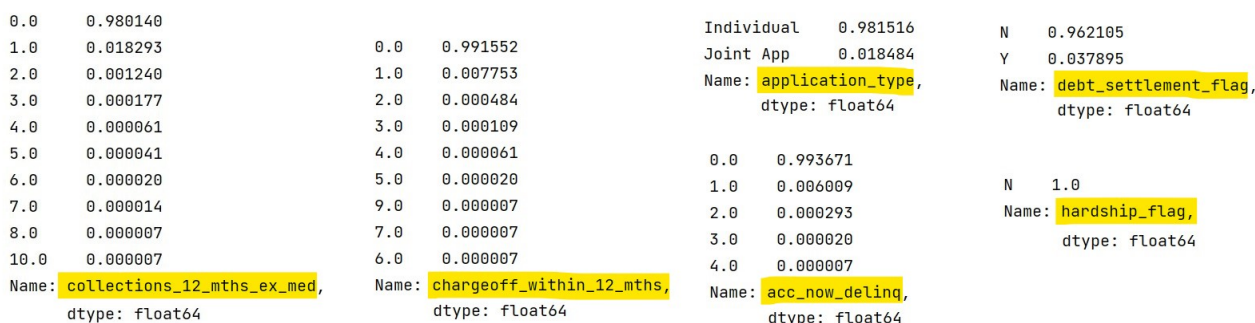 0.0 0.980140
1.0 0.018293
2.0 0.001240
3.0 0.000177
4.0 0.000061
5.0 0.000041
6.0 0.000020
7.0 0.000014
8.0 0.000007
10.0 0.000007
Name: collections_12_mths_ex_med,
dtype: float64
0.0 0.991552
1.0 0.007753
2.0 0.000484
3.0 0.000109
4.0 0.000061
5.0 0.000020
9.0 0.000007
7.0 0.000007
6.0 0.000007
Name: chargeoff_within_12_mths,
dtype: float64
Individual 0.981516
Joint App 0.018484
Name: application_type,
dtype: float64
0.0 0.993671
1.0 0.006009
2.0 0.000293
3.0 0.000020
4.0 0.000007
Name: acc_now_delinq,
dtype: float64
N 0.962105
Y 0.037895
Name: debt_settlement_flag,
dtype: float64
N 1.0
Name: hardship_flag,
dtype: float64